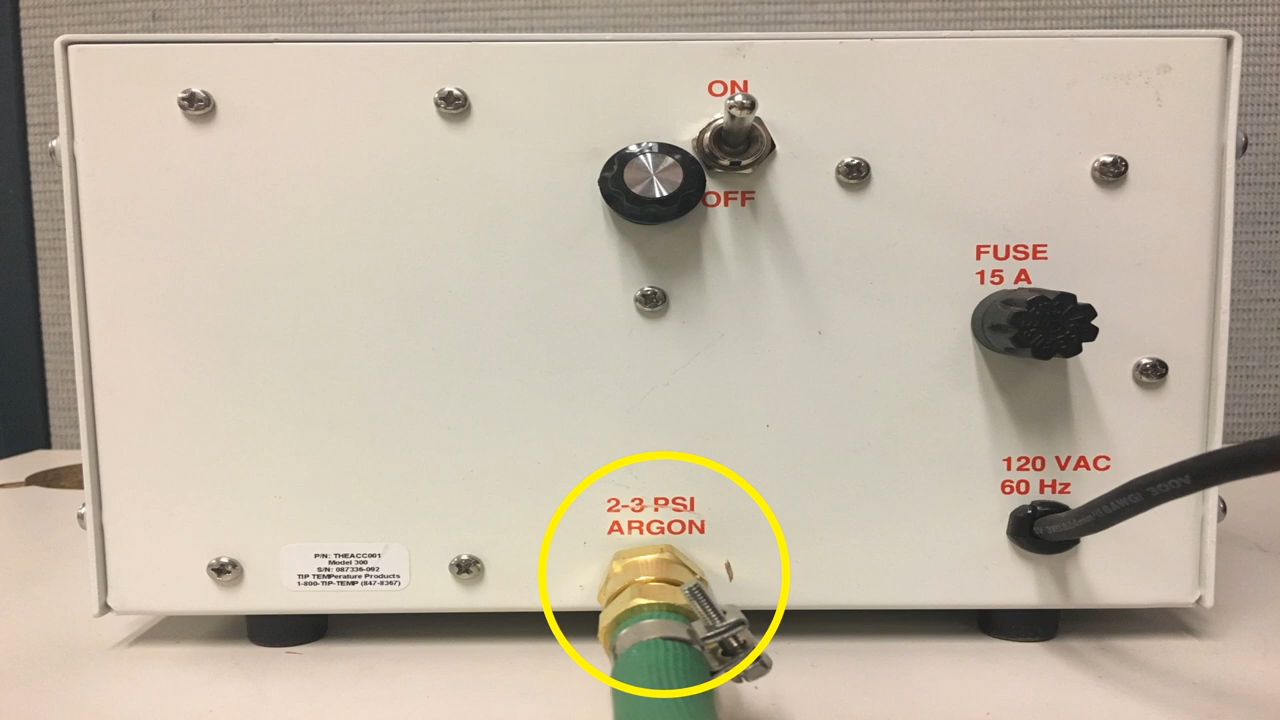 ON
OFF
FUSE
15 A
120 VAC
60 Hz
2-3 PSI
ARGON
P/N: THEACC001
Model 300
S/N: 087336-092
TIP TEMPerature Products
1-800-TIP-TEMP (847-8367)
300V